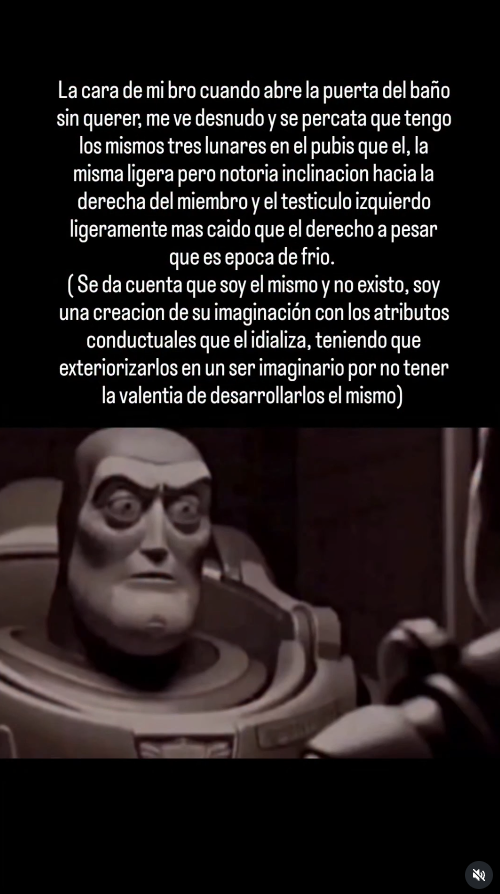 La cara de mi bro cuando abre la puerta del baño
sin querer, me ve desnudo y se percata que tengo
los mismos tres lunares en el pubis que el, la
misma ligera pero notoria inclinacion hacia la
derecha del miembro y el testiculo izquierdo
ligeramente mas caido que el derecho a pesar
que es epoca de frio.
( Se da cuenta que soy el mismo y no existo, soy
una creacion de su imaginación con los atributos
conductuales que el idializa, teniendo que
exteriorizarlos en un ser imaginario por no tener
la valentia de desarrollarlos el mismo)